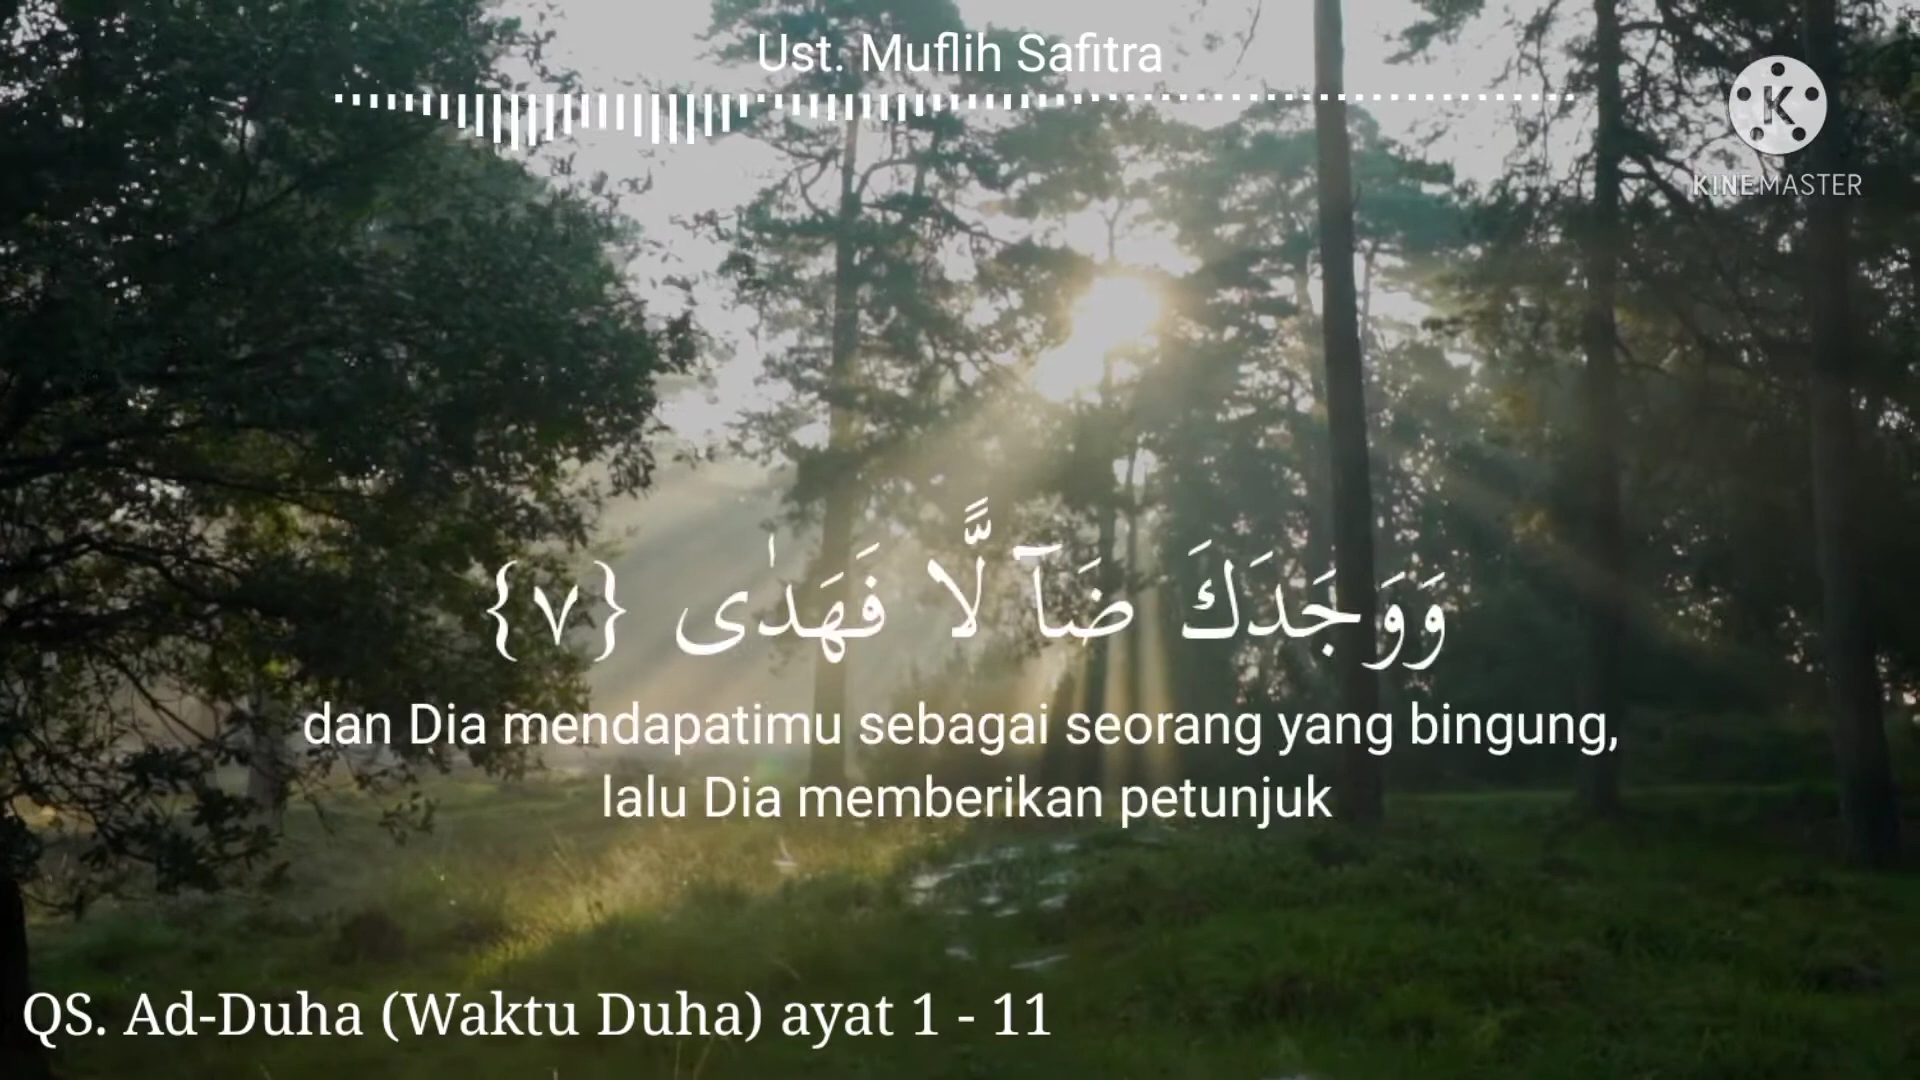 Ust. Muflih Safitra
KINEMASTER
وَوَجَدَكَ ضَآ لًّا فَهَدٰى {٧}
dan Dia mendapatimu sebagai seorang yang bingung,
lalu Dia memberikan petunjuk
QS. Ad-Duha (Waktu Duha) ayat 1 - 11